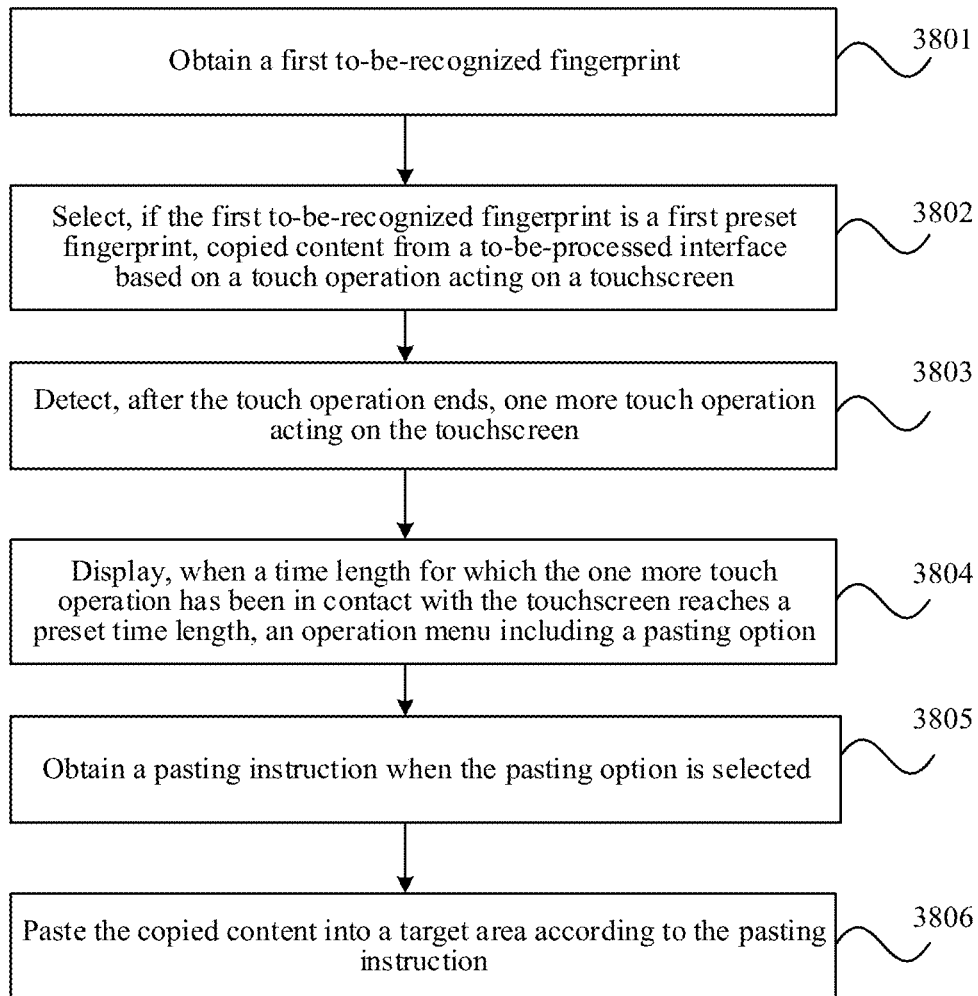 3801
Obtain a first to-be-recognized fingerprint
3802
Select, if the first to-be-recognized fingerprint is a first preset
fingerprint, copied content from a to-be-processed interface
based on a touch operation acting on a touchscreen
3803
Detect, after the touch operation ends, one more touch operation
acting on the touchscreen
3804
Display, when a time length for which the one more touch
operation has been in contact with the touchscreen reaches a
preset time length, an operation menu including a pasting option
3805
Obtain a pasting instruction when the pasting option is selected
3806
Paste the copied content into a target area according to the pasting
instruction